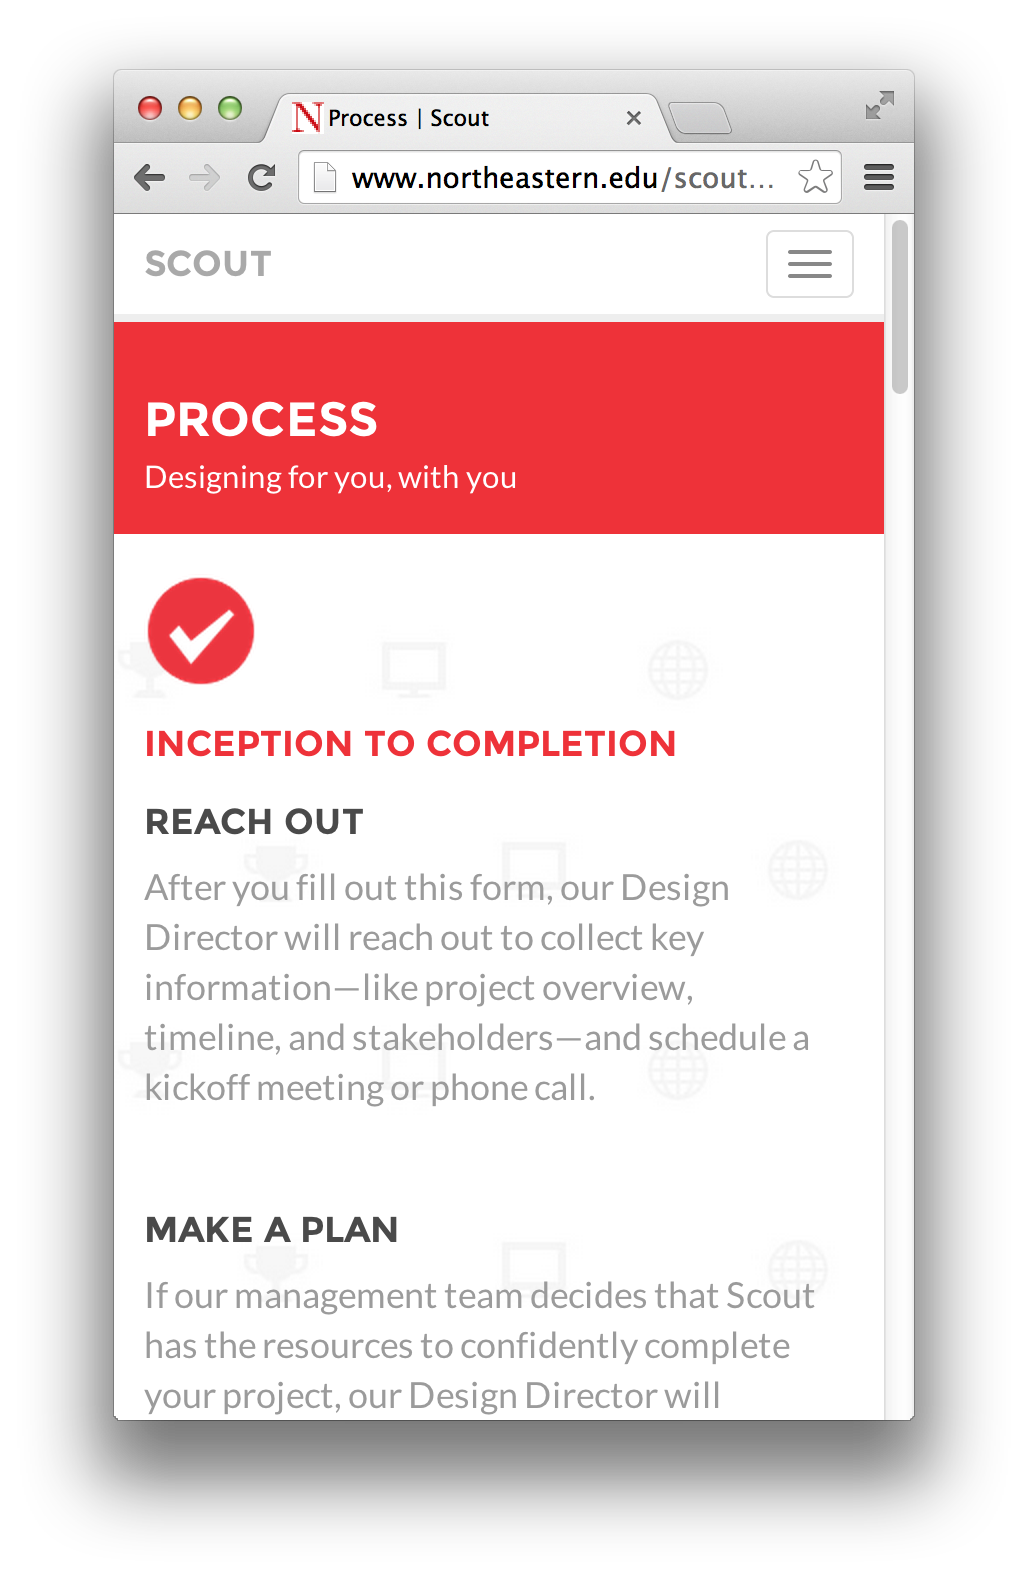 Process | Scout
www.northeastern.edu/scout...
SCOUT
PROCESS
Designing for you, with you
INCEPTION TO COMPLETION
REACH OUT
After you fill out this form, our Design
Director will reach out to collect key
information—like project overview,
timeline, and stakeholders—and schedule a
kickoff meeting or phone call.
MAKE A PLAN
If our management team decides that Scout
has the resources to confidently complete
your project, our Design Director will